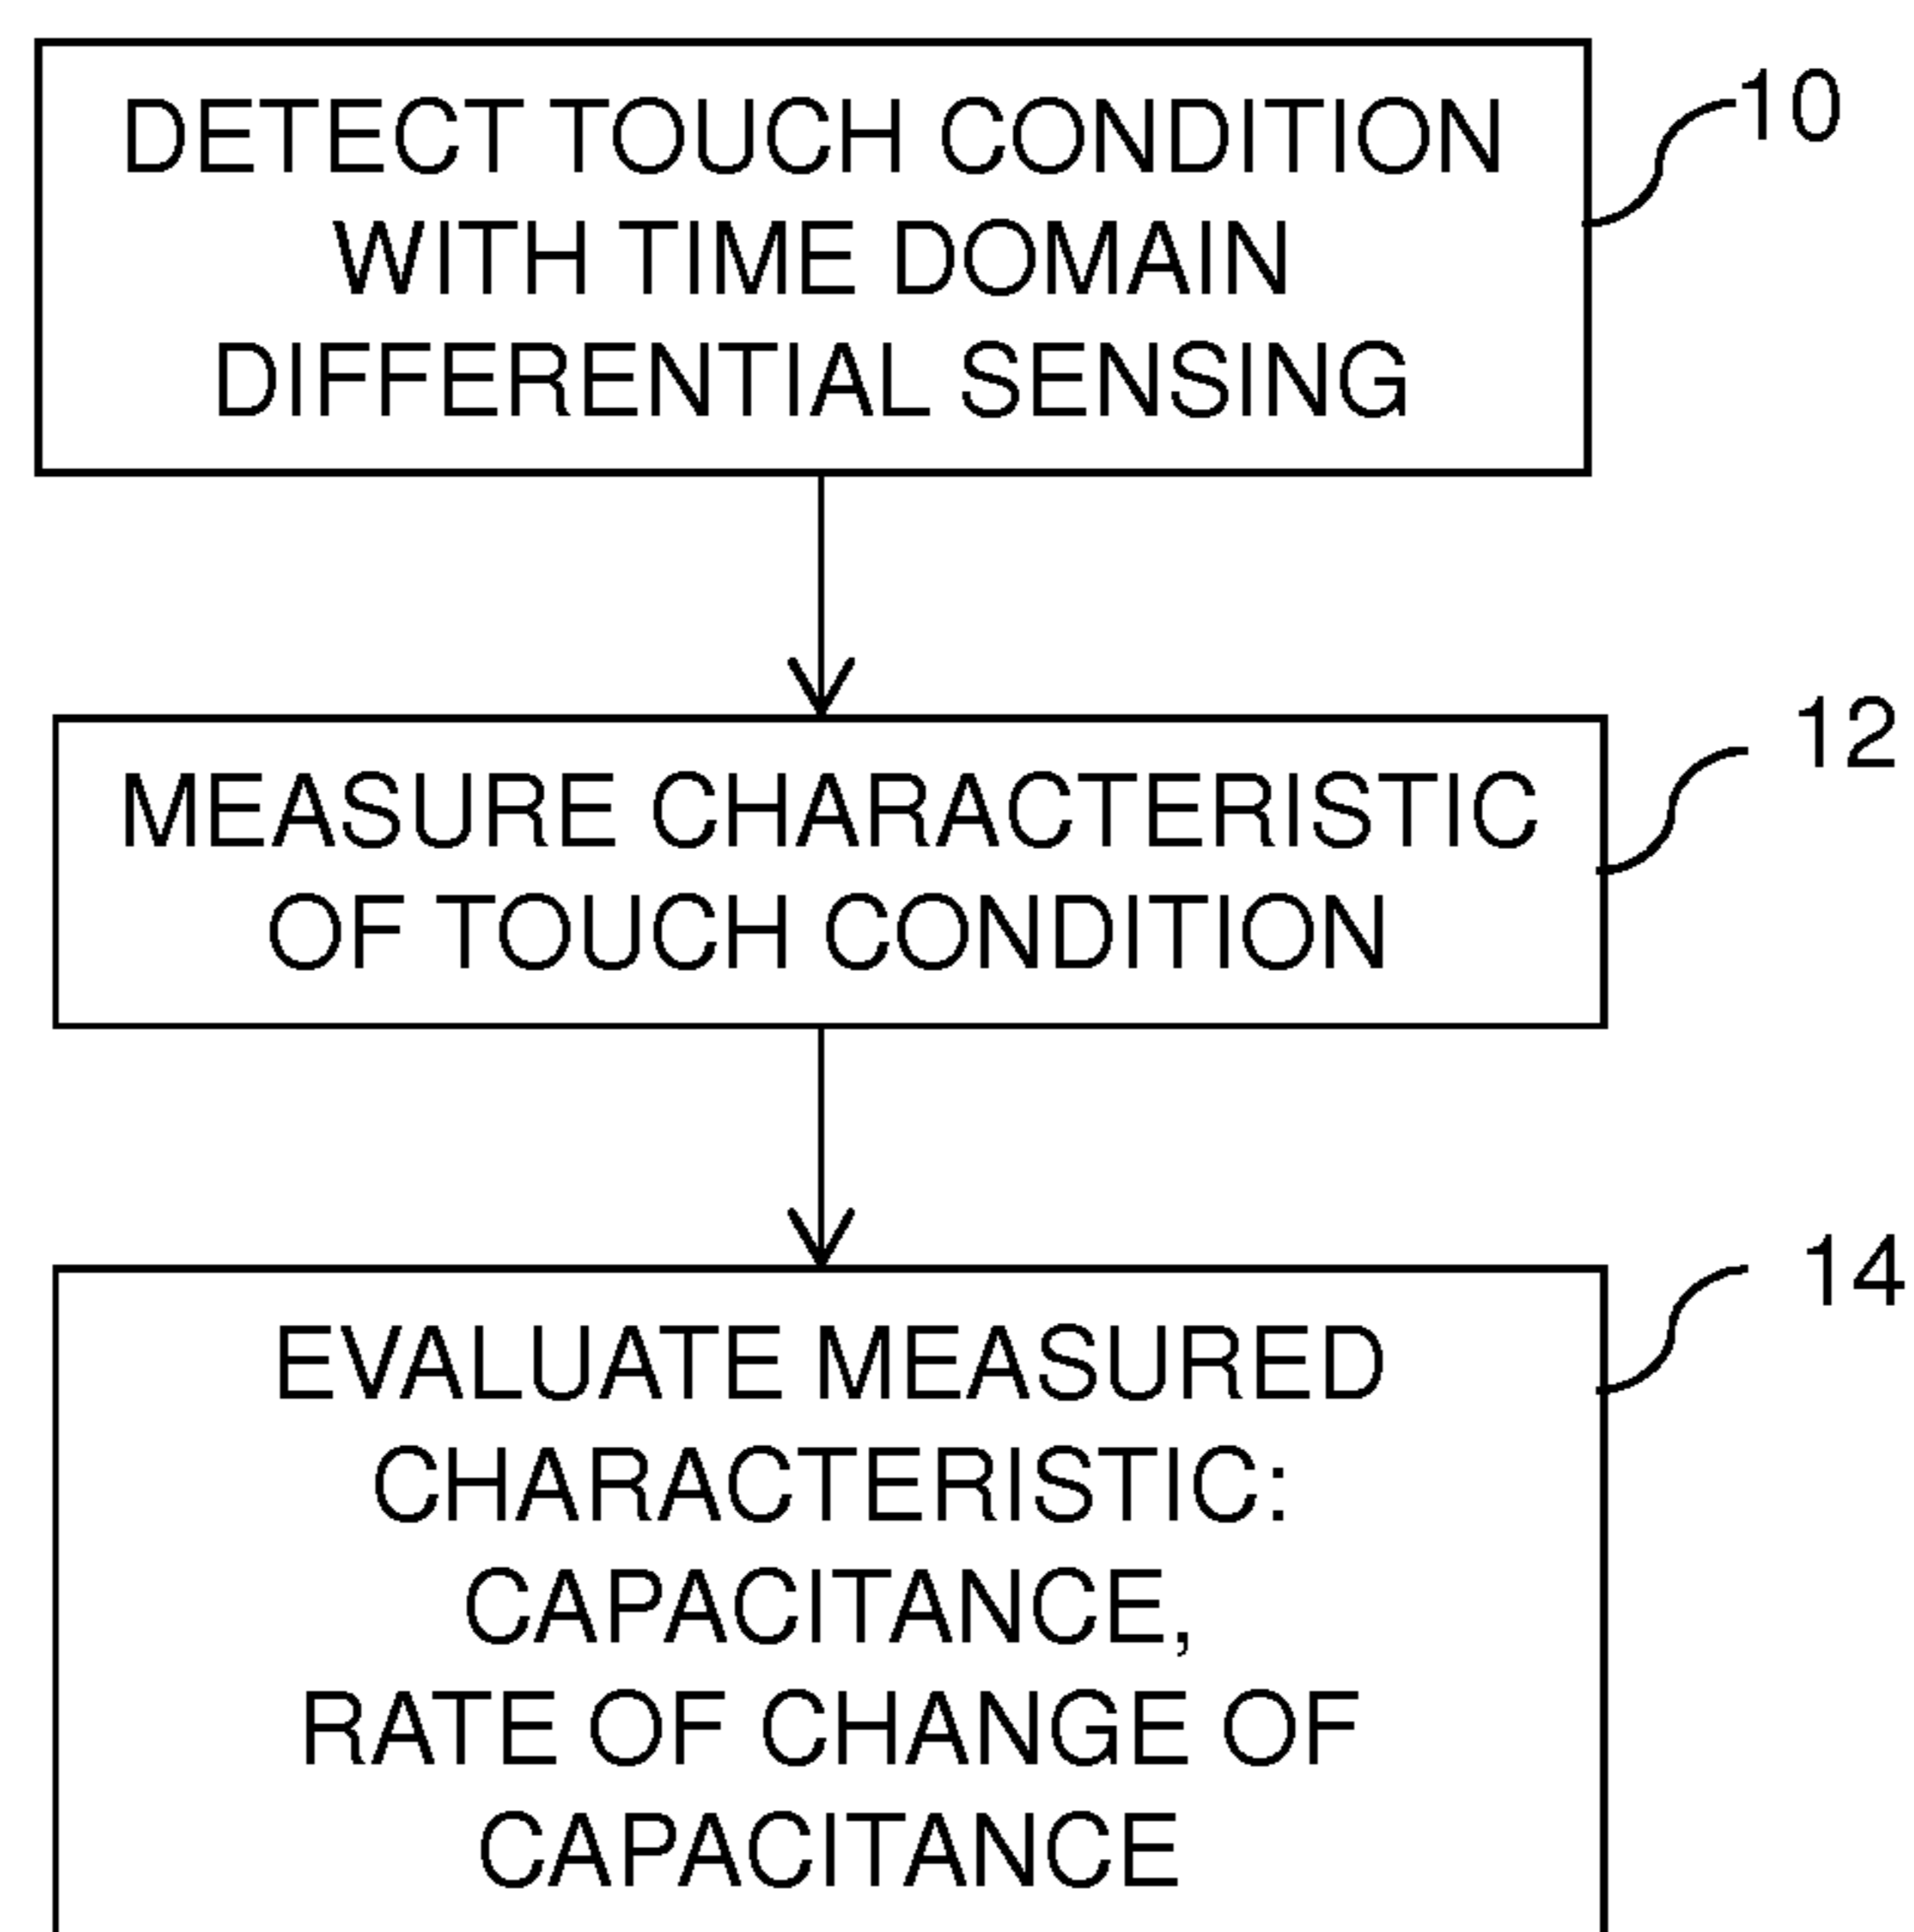 DETECT TOUCH CONDITION
WITH TIME DOMAIN
DIFFERENTIAL SENSING
10
MEASURE CHARACTERISTIC
OF TOUCH CONDITION
12
EVALUATE MEASURED
CHARACTERISTIC:
CAPACITANCE,
RATE OF CHANGE OF
CAPACITANCE
14